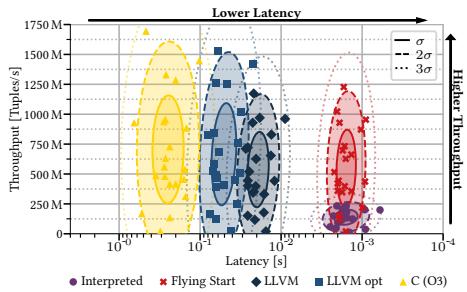 Lower Latency
1750 M
1500 M
1250 M
1000 M
750 M
500 M
250 M
0
Throughput [Tuples/s]
σ
2σ
3σ
Higher Throughput
10⁻⁰ 10⁻¹ 10⁻² 10⁻³ 10⁻⁴
Latency [s]
Interpreted Flying Start LLVM LLVM opt C (O3)